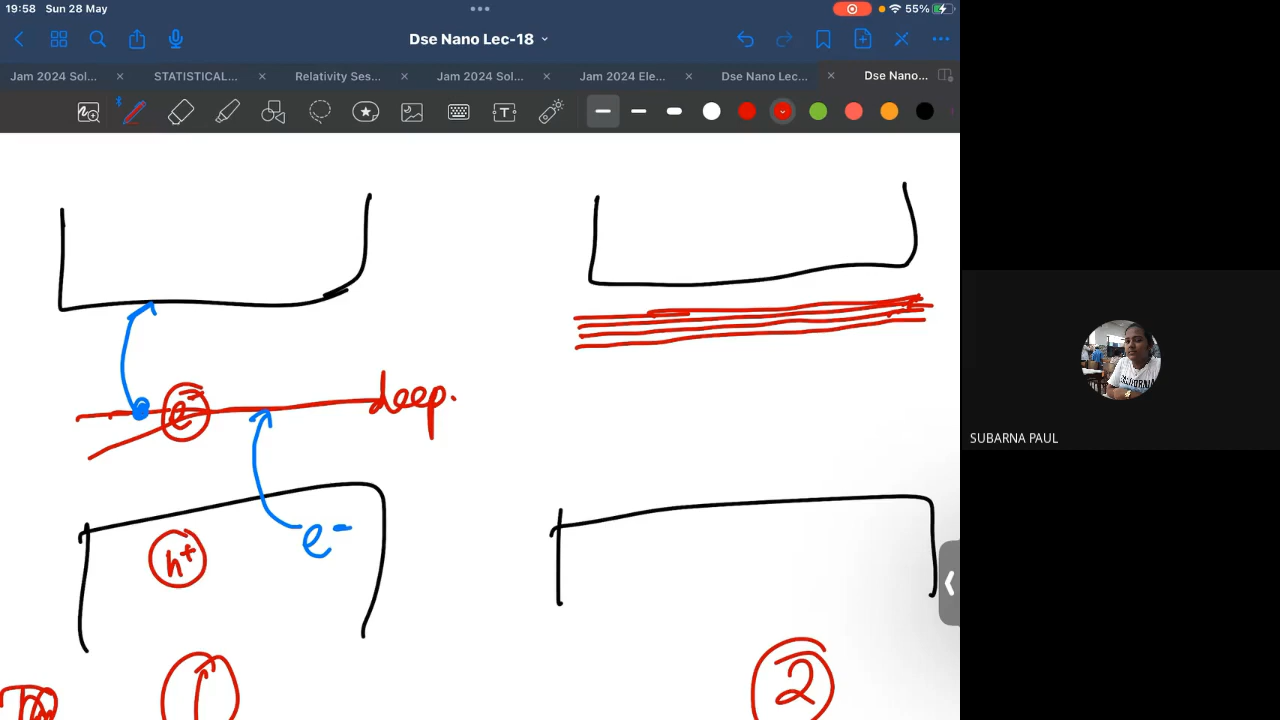 19:58 Sun 28 May
55%
Dse Nano Lec-18
Jam 2024 Sol...
STATISTICAL...
Relativity Ses...
Jam 2024 Sol...
Jam 2024 Ele...
Dse Nano Lec...
Dse Nano...
T
e⁻
deep.
e⁻
h⁺
1
2
SUBARNA PAUL